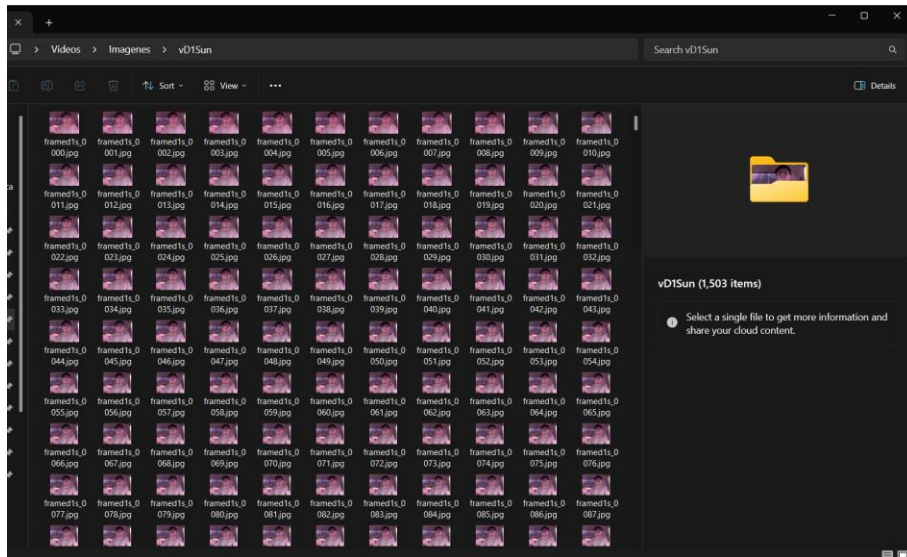 Videos > Imagenes > vD1Sun
Search vD1Sun
Sort
View
Details
framed1s_0 framed1s_0 framed1s_0 framed1s_0 framed1s_0 framed1s_0 framed1s_0 framed1s_0 framed1s_0 framed1s_0 framed1s_0
000.jpg 001.jpg 002.jpg 003.jpg 004.jpg 005.jpg 006.jpg 007.jpg 008.jpg 009.jpg 010.jpg
framed1s_0 framed1s_0 framed1s_0 framed1s_0 framed1s_0 framed1s_0 framed1s_0 framed1s_0 framed1s_0 framed1s_0 framed1s_0
011.jpg 012.jpg 013.jpg 014.jpg 015.jpg 016.jpg 017.jpg 018.jpg 019.jpg 020.jpg 021.jpg
framed1s_0 framed1s_0 framed1s_0 framed1s_0 framed1s_0 framed1s_0 framed1s_0 framed1s_0 framed1s_0 framed1s_0 framed1s_0
022.jpg 023.jpg 024.jpg 025.jpg 026.jpg 027.jpg 028.jpg 029.jpg 030.jpg 031.jpg 032.jpg
framed1s_0 framed1s_0 framed1s_0 framed1s_0 framed1s_0 framed1s_0 framed1s_0 framed1s_0 framed1s_0 framed1s_0 framed1s_0
033.jpg 034.jpg 035.jpg 036.jpg 037.jpg 038.jpg 039.jpg 040.jpg 041.jpg 042.jpg 043.jpg
framed1s_0 framed1s_0 framed1s_0 framed1s_0 framed1s_0 framed1s_0 framed1s_0 framed1s_0 framed1s_0 framed1s_0 framed1s_0
044.jpg 045.jpg 046.jpg 047.jpg 048.jpg 049.jpg 050.jpg 051.jpg 052.jpg 053.jpg 054.jpg
framed1s_0 framed1s_0 framed1s_0 framed1s_0 framed1s_0 framed1s_0 framed1s_0 framed1s_0 framed1s_0 framed1s_0 framed1s_0
055.jpg 056.jpg 057.jpg 058.jpg 059.jpg 060.jpg 061.jpg 062.jpg 063.jpg 064.jpg 065.jpg
framed1s_0 framed1s_0 framed1s_0 framed1s_0 framed1s_0 framed1s_0 framed1s_0 framed1s_0 framed1s_0 framed1s_0 framed1s_0
066.jpg 067.jpg 068.jpg 069.jpg 070.jpg 071.jpg 072.jpg 073.jpg 074.jpg 075.jpg 076.jpg
framed1s_0 framed1s_0 framed1s_0 framed1s_0 framed1s_0 framed1s_0 framed1s_0 framed1s_0 framed1s_0 framed1s_0 framed1s_0
077.jpg 078.jpg 079.jpg 080.jpg 081.jpg 082.jpg 083.jpg 084.jpg 085.jpg 086.jpg 087.jpg
vD1Sun (1,503 items)
Select a single file to get more information and
share your cloud content.